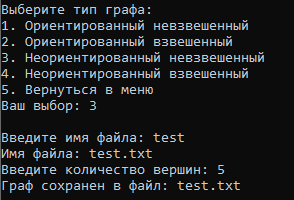 Выберите тип графа:
1. Ориентированный невзвешенный
2. Ориентированный взвешенный
3. Неориентированный невзвешенный
4. Неориентированный взвешенный
5. Вернуться в меню
Ваш выбор: 3
Введите имя файла: test
Имя файла: test.txt
Введите количество вершин: 5
Граф сохранен в файл: test.txt